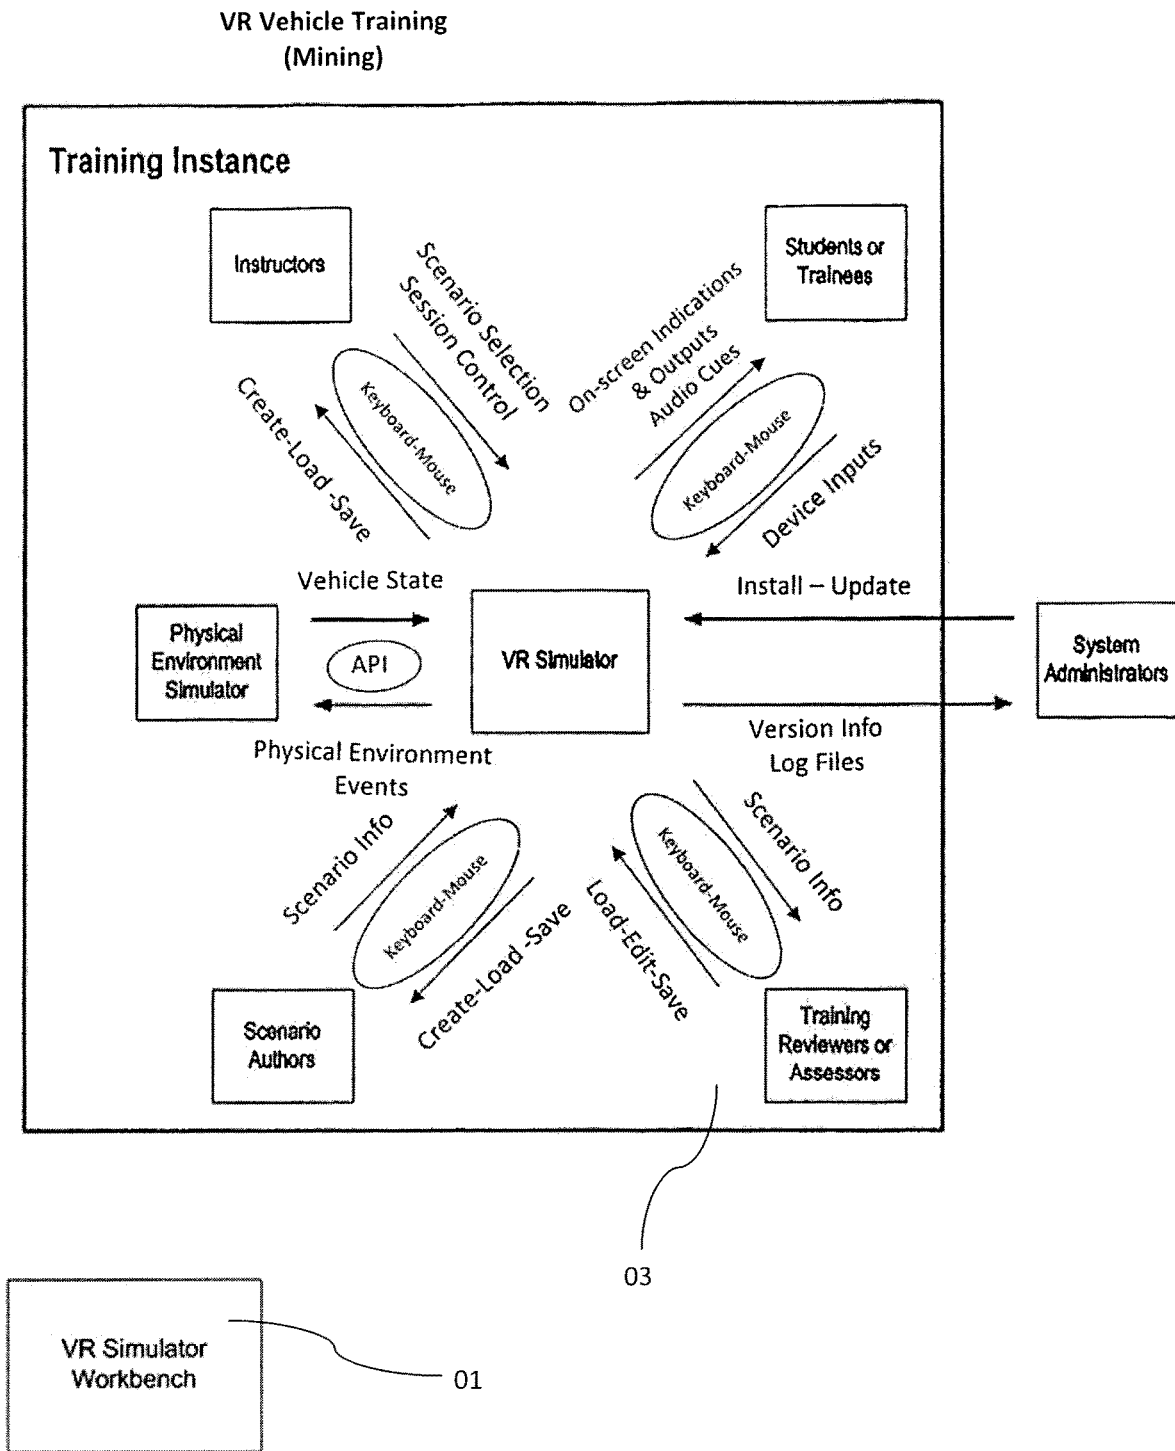 VR Vehicle Training
(Mining)
Training Instance
Instructors
Scenario Selection
Session Control
Keyboard-Mouse
Create-Load -Save
Students or
Trainees
On-screen Indications
& Outputs
Audio Cues
Keyboard-Mouse
Device Inputs
Vehicle State
Physical
Environment
Simulator
API
Physical Environment
Events
VR Simulator
Install – Update
System
Administrators
Version Info
Log Files
Scenario Info
Keyboard-Mouse
Create-Load -Save
Scenario
Authors
Scenario Info
Keyboard-Mouse
Load-Edit-Save
Training
Reviewers or
Assessors
03
VR Simulator
Workbench
01